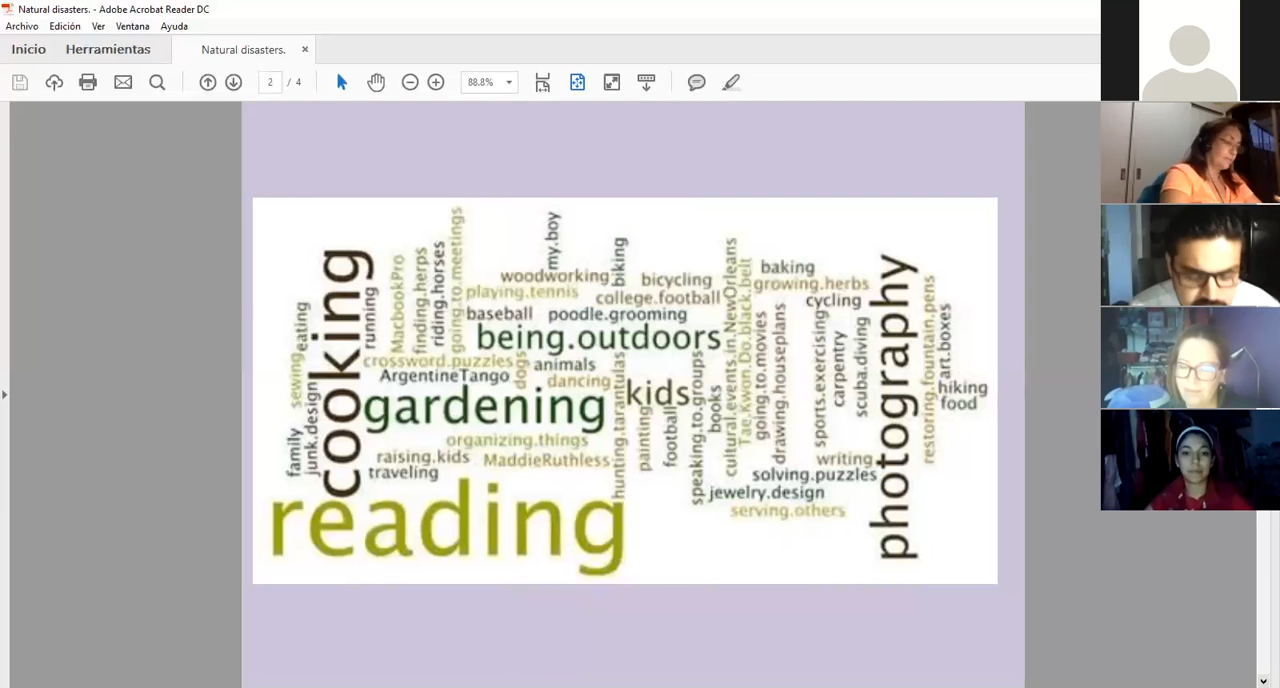 Natural disasters. - Adobe Acrobat Reader DC
Archivo Edición Ver Ventana Ayuda
Inicio Herramientas Natural disasters. ×
2 / 4 88.8%
cooking
reading
gardening
photography
being.outdoors
kids
eating
sewing
family
junk.design
running
MacbookPro
finding.herps
riding.horses
going.to.meetings
my.boy
woodworking
biking
bicycling
playing.tennis
college.football
baseball
poodle.grooming
crossword.puzzles
dogs
animals
ArgentineTango
dancing
organizing.things
raising.kids
MaddieRuthless
traveling
hunting.tarantulas
painting
football
speaking.to.groups
books
cultural.events.in.NewOrleans
Tae.Kwon.Do.black.belt
going.to.movies
drawing.houseplans
baking
growing.herbs
cycling
sports.exercising
carpentry
scuba.diving
writing
solving.puzzles
jewelry.design
serving.others
restoring.fountain.pens
art.boxes
hiking
food